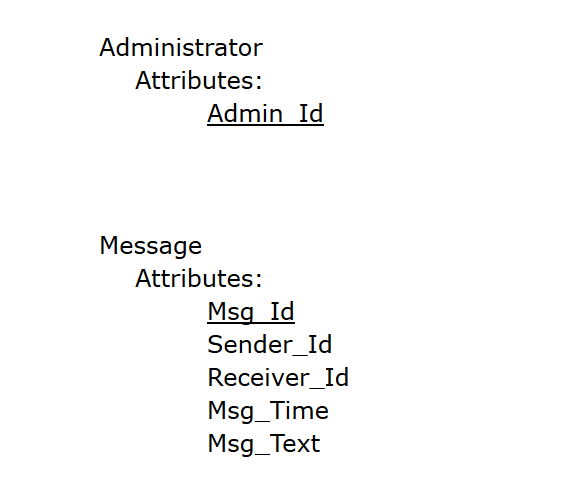 Administrator
Attributes:
Admin_Id
Message
Attributes:
Msg_Id
Sender_Id
Receiver_Id
Msg_Time
Msg_Text